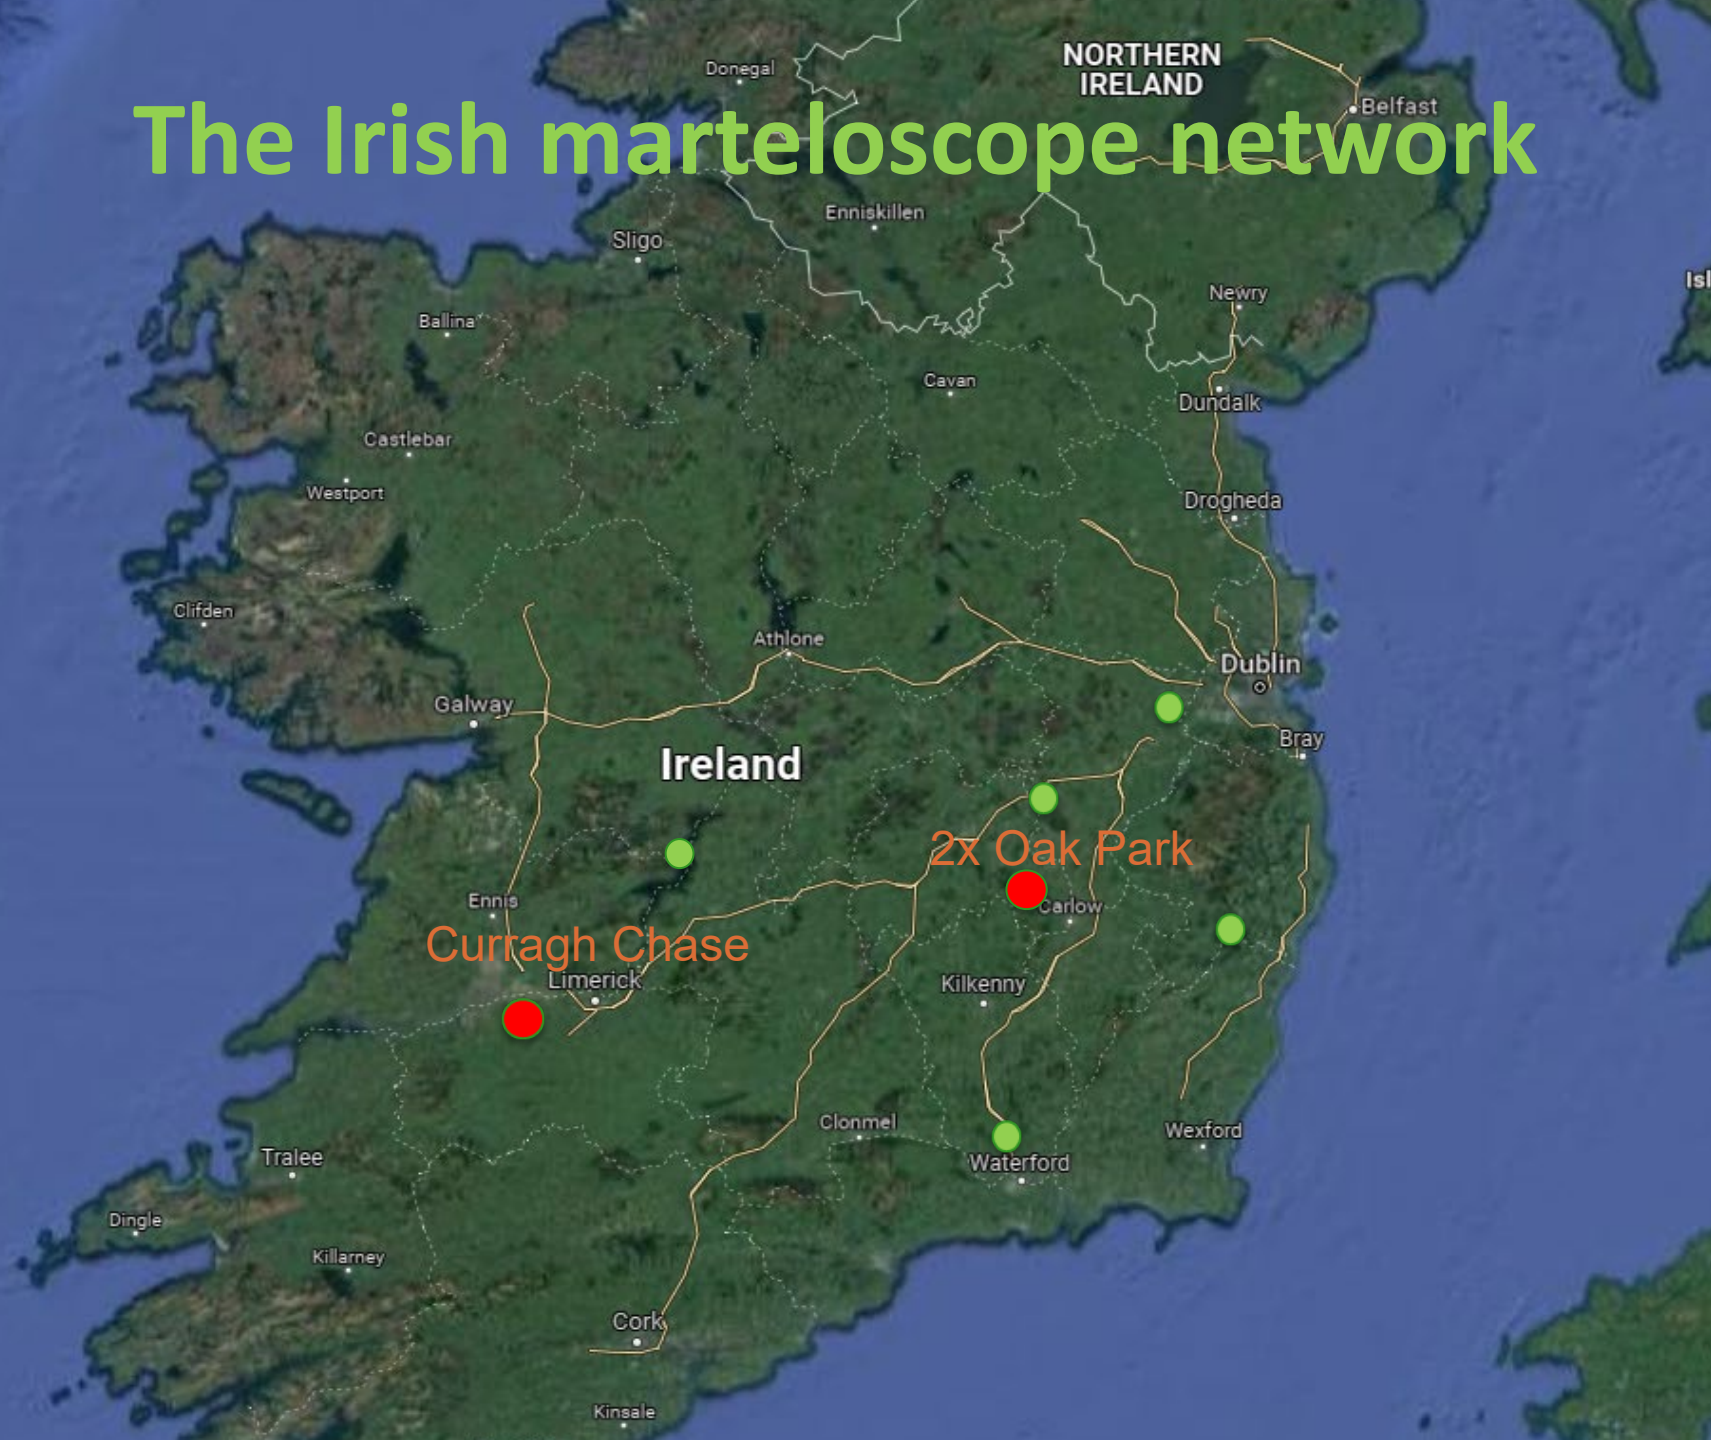 NORTHERN
IRELAND
Donegal
Belfast
The Irish marteloscope network
Enniskillen
Sligo
Isl
Newry
Ballina
Cavan
Dundalk
Castlebar
Westport
Drogheda
Clifden
Athlone
Dublin
Galway
Bray
Ireland
2x Oak Park
Ennis
Carlow
Curragh Chase
Limerick
Kilkenny
Clonmel
Wexford
Tralee
Waterford
Dingle
Killarney
Cork
Kinsale